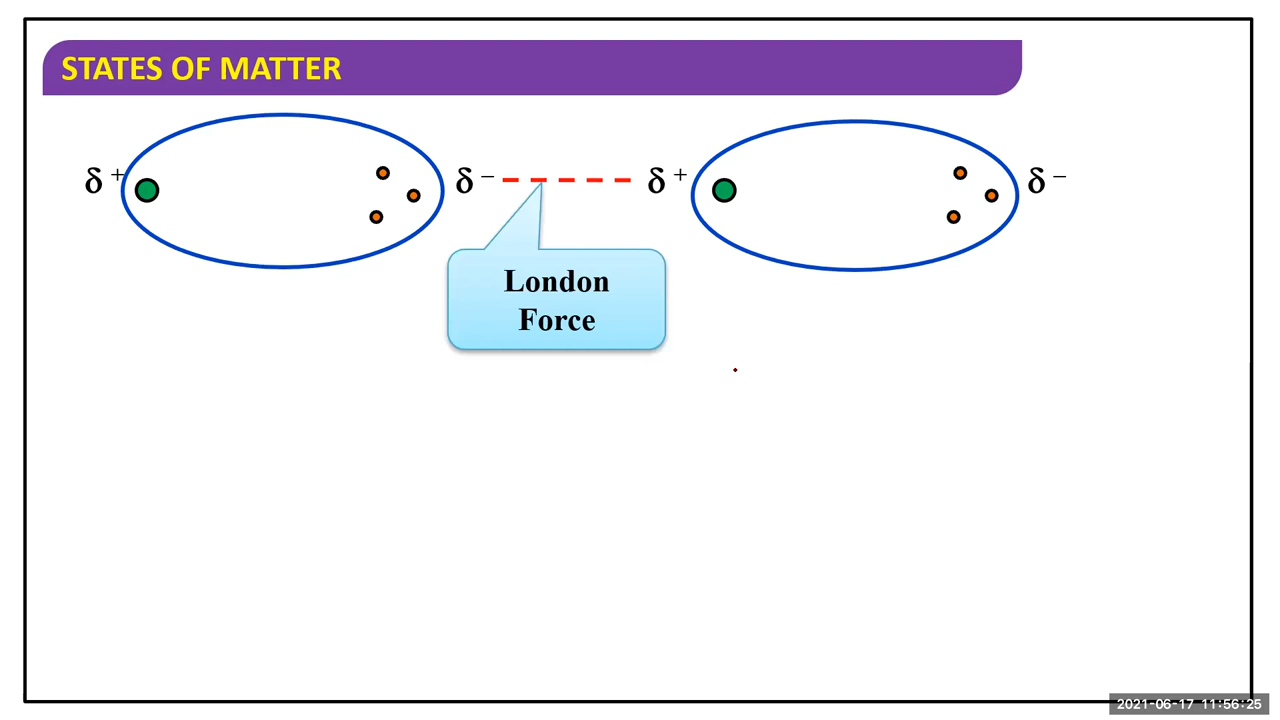 STATES OF MATTER
δ + δ − δ + δ −
London
Force
2021-06-17 11:56:25